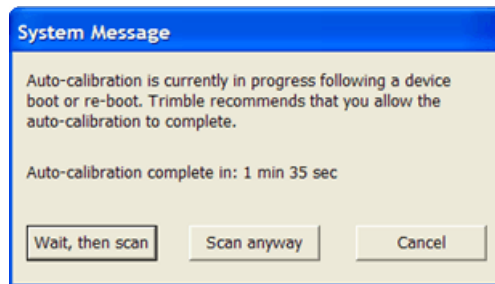 System Message
Auto-calibration is currently in progress following a device
boot or re-boot. Trimble recommends that you allow the
auto-calibration to complete.
Auto-calibration complete in: 1 min 35 sec
Wait, then scan Scan anyway Cancel